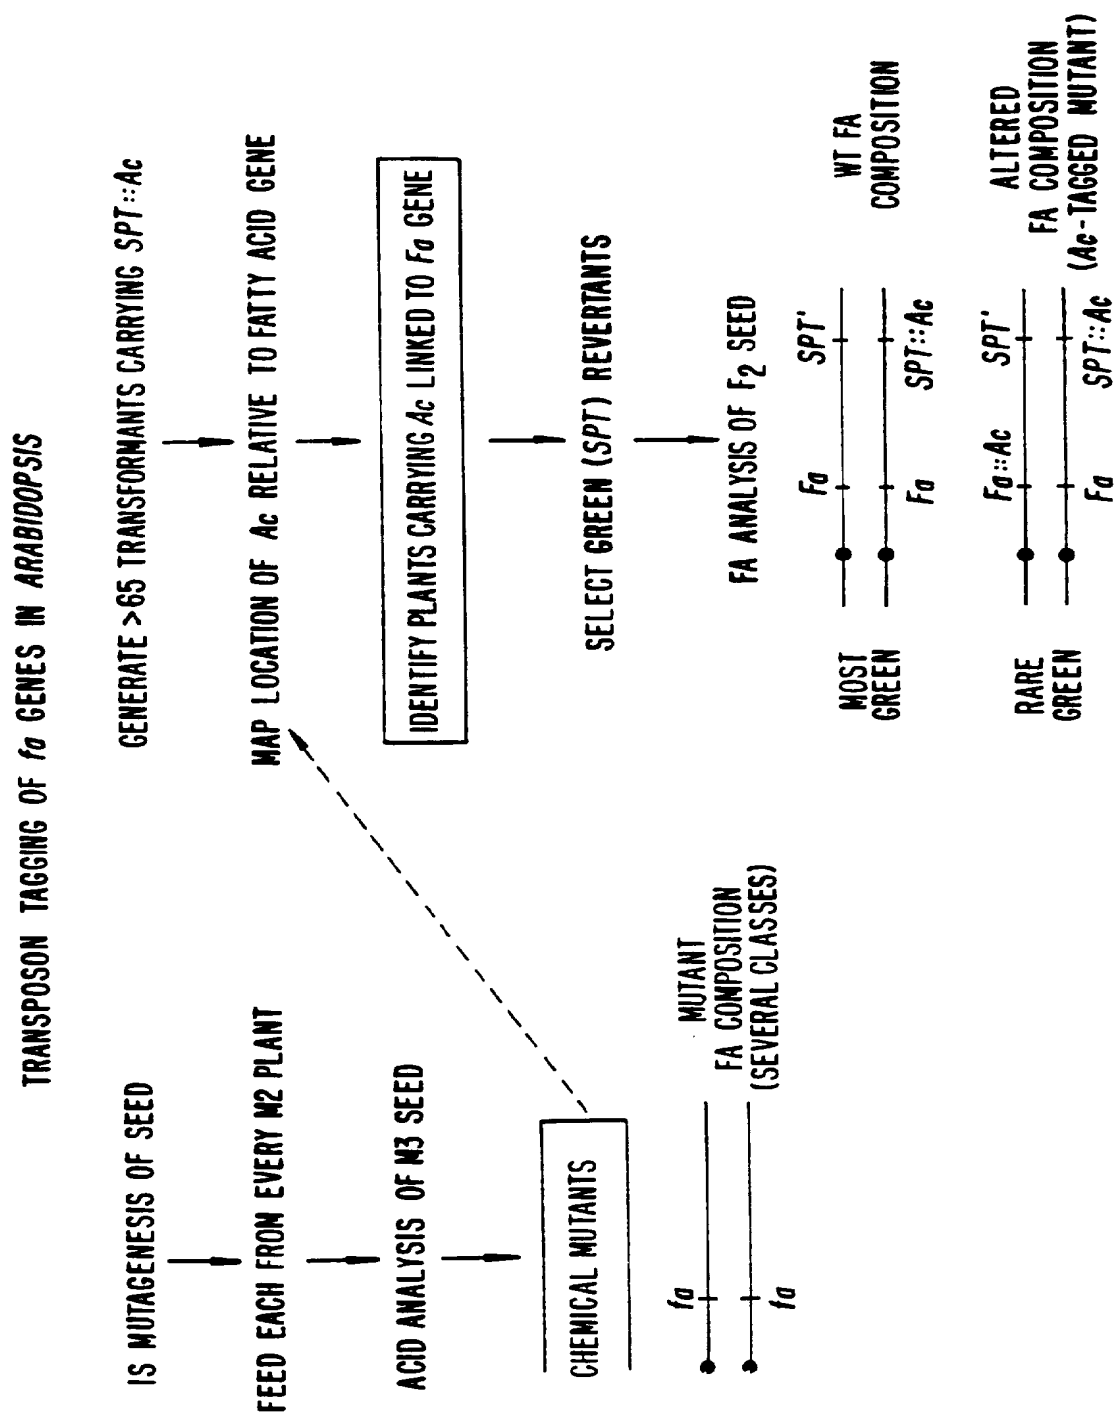 TRANSPOSON TAGGING OF fa GENES IN ARABIDOPSIS
IS MUTAGENESIS OF SEED
FEED EACH FROM EVERY M2 PLANT
ACID ANALYSIS OF M3 SEED
CHEMICAL MUTANTS
fa
fa
MUTANT
FA COMPOSITION
(SEVERAL CLASSES)
GENERATE >65 TRANSFORMANTS CARRYING SPT::Ac
MAP LOCATION OF Ac RELATIVE TO FATTY ACID GENE
IDENTIFY PLANTS CARRYING Ac LINKED TO Fa GENE
SELECT GREEN (SPT) REVERTANTS
FA ANALYSIS OF F2 SEED
MOST
GREEN
Fa SPT'
Fa SPT::Ac
WT FA
COMPOSITION
RARE
GREEN
Fa::Ac SPT'
Fa SPT::Ac
ALTERED
FA COMPOSITION
(Ac-TAGGED MUTANT)